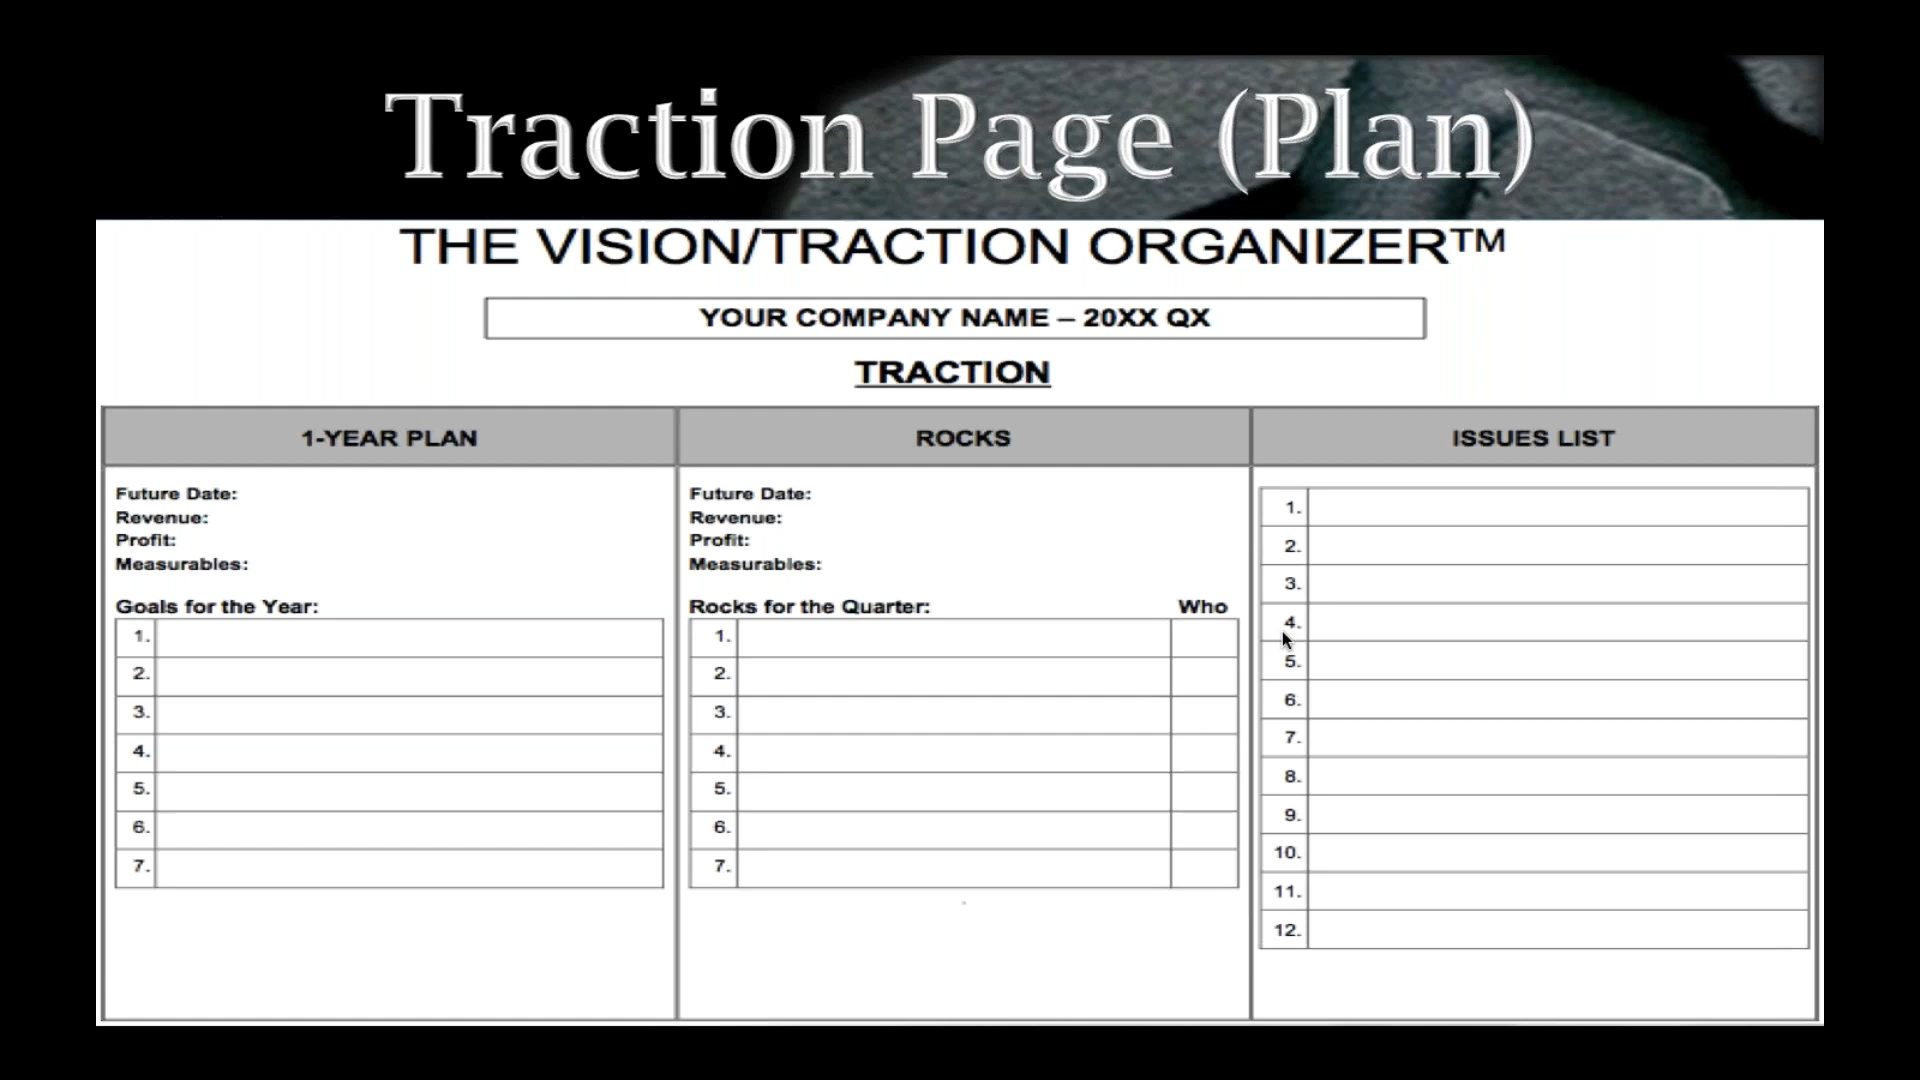 Traction Page (Plan)
THE VISION/TRACTION ORGANIZER™
YOUR COMPANY NAME – 20XX QX
TRACTION
1-YEAR PLAN
Future Date:
Revenue:
Profit:
Measurables:
Goals for the Year:
1.
2.
3.
4.
5.
6.
7.
ROCKS
Future Date:
Revenue:
Profit:
Measurables:
Rocks for the Quarter: Who
1.
2.
3.
4.
5.
6.
7.
ISSUES LIST
1.
2.
3.
4.
5.
6.
7.
8.
9.
10.
11.
12.